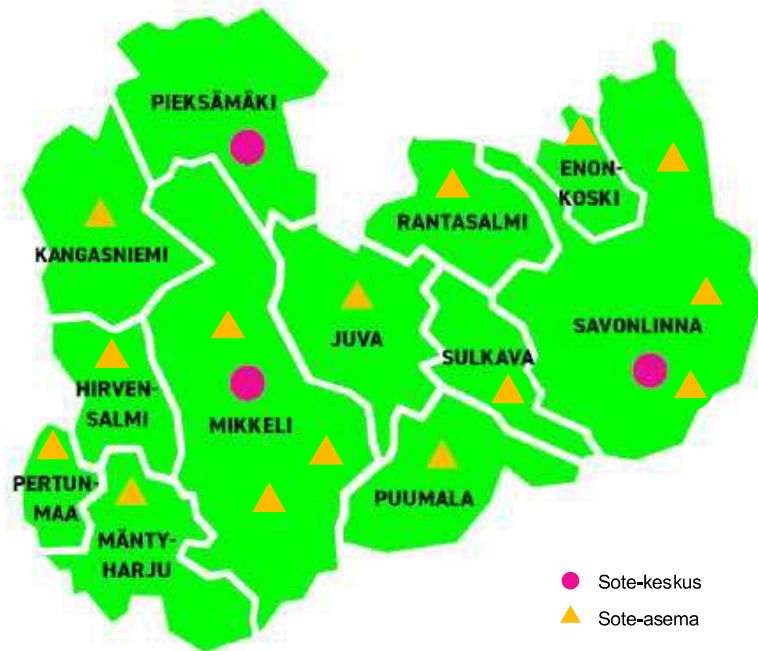 PIEKSÄMÄKI
ENON-
KOSKI
RANTASALMI
KANGASNIEMI
SAVONLINNA
JUVA
SULKAVA
HIRVEN-
SALMI
MIKKELI
PERTUN-
MAA
PUUMALA
MÄNTY-
HARJU
Sote-keskus
Sote-asema